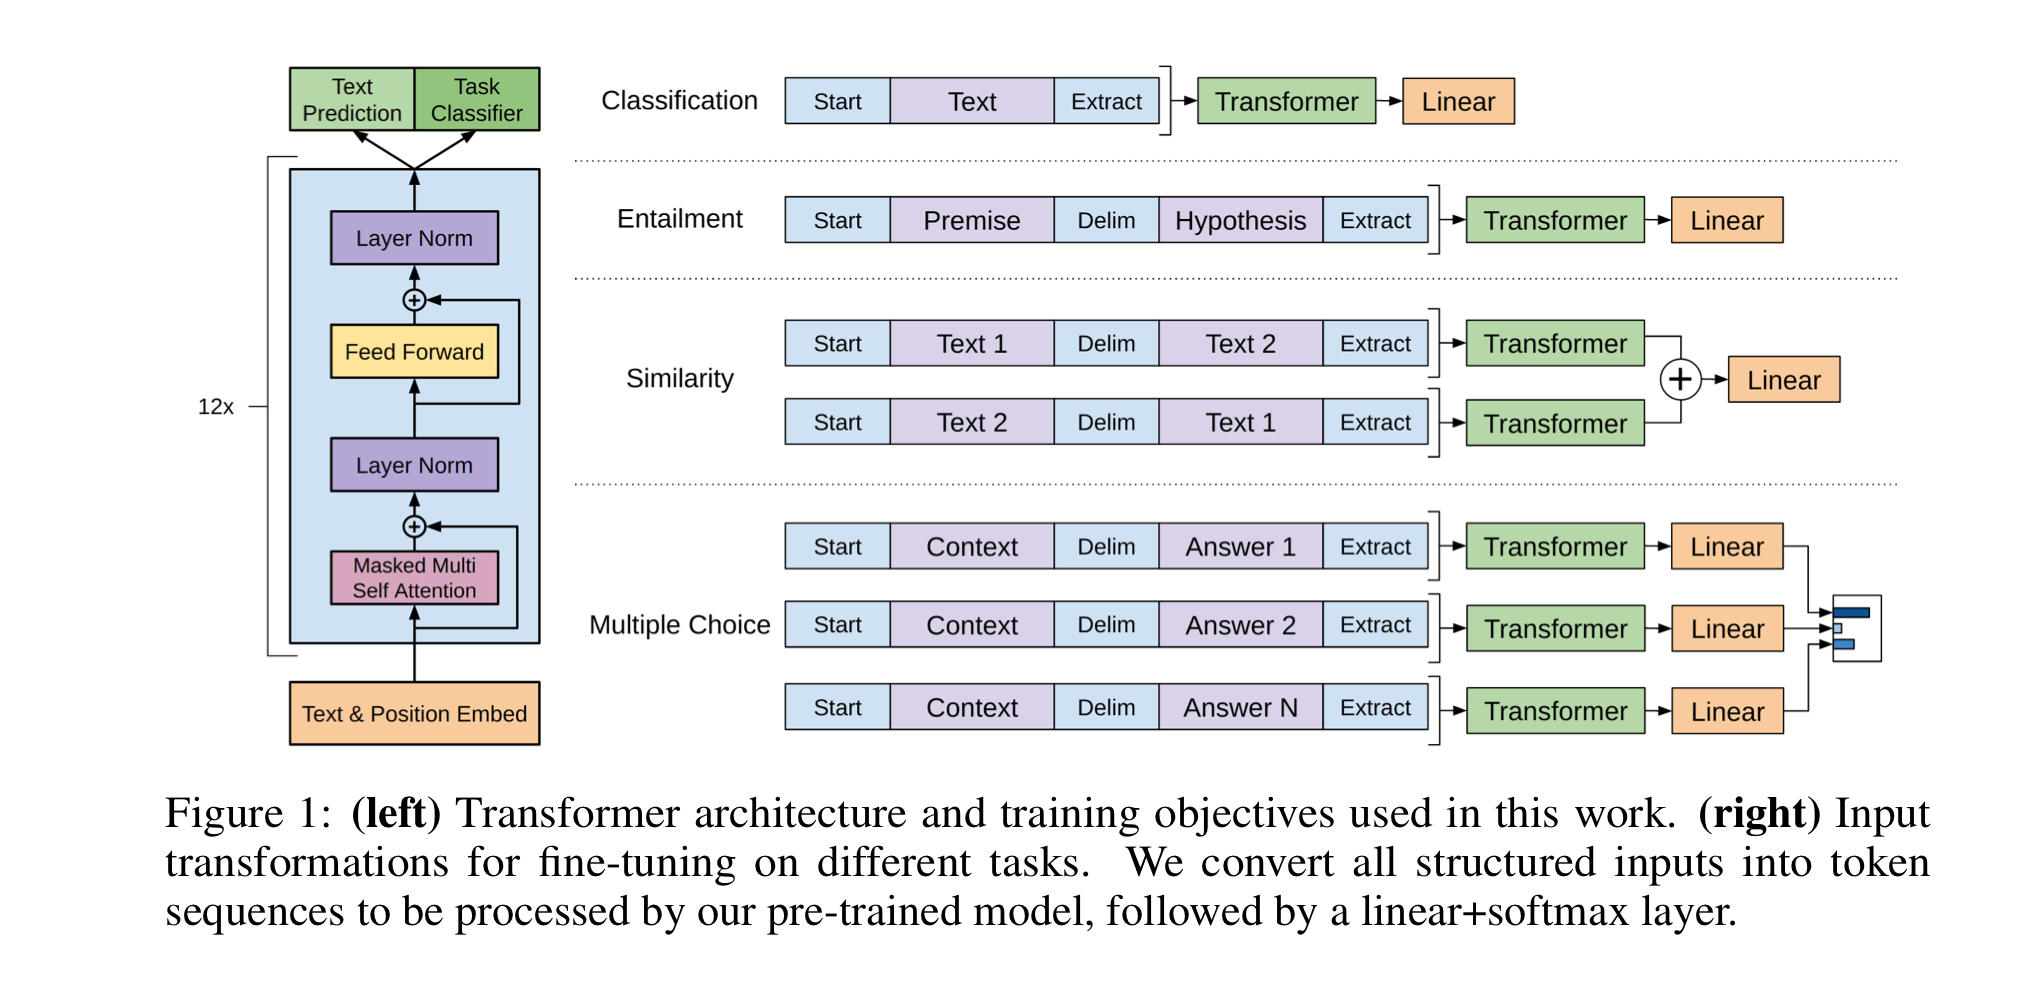 Text
Prediction
Task
Classifier
12x
Layer Norm
Feed Forward
Layer Norm
Masked Multi
Self Attention
Text & Position Embed
Classification
Start Text Extract Transformer Linear
Entailment
Start Premise Delim Hypothesis Extract Transformer Linear
Similarity
Start Text 1 Delim Text 2 Extract Transformer
Start Text 2 Delim Text 1 Extract Transformer
Linear
Multiple Choice
Start Context Delim Answer 1 Extract Transformer Linear
Start Context Delim Answer 2 Extract Transformer Linear
Start Context Delim Answer N Extract Transformer Linear
Figure 1: (left) Transformer architecture and training objectives used in this work. (right) Input
transformations for fine-tuning on different tasks. We convert all structured inputs into token
sequences to be processed by our pre-trained model, followed by a linear+softmax layer.